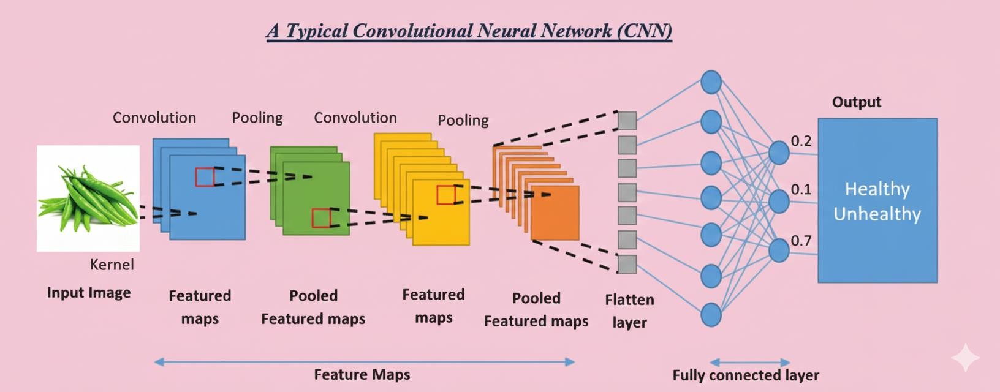 A Typical Convolutional Neural Network (CNN)
Convolution
Pooling
Convolution
Pooling
Output
0.2
0.1
0.7
Healthy
Unhealthy
Kernel
Input Image
Featured
maps
Pooled
Featured maps
Featured
maps
Pooled
Featured maps
Flatten
layer
Feature Maps
Fully connected layer